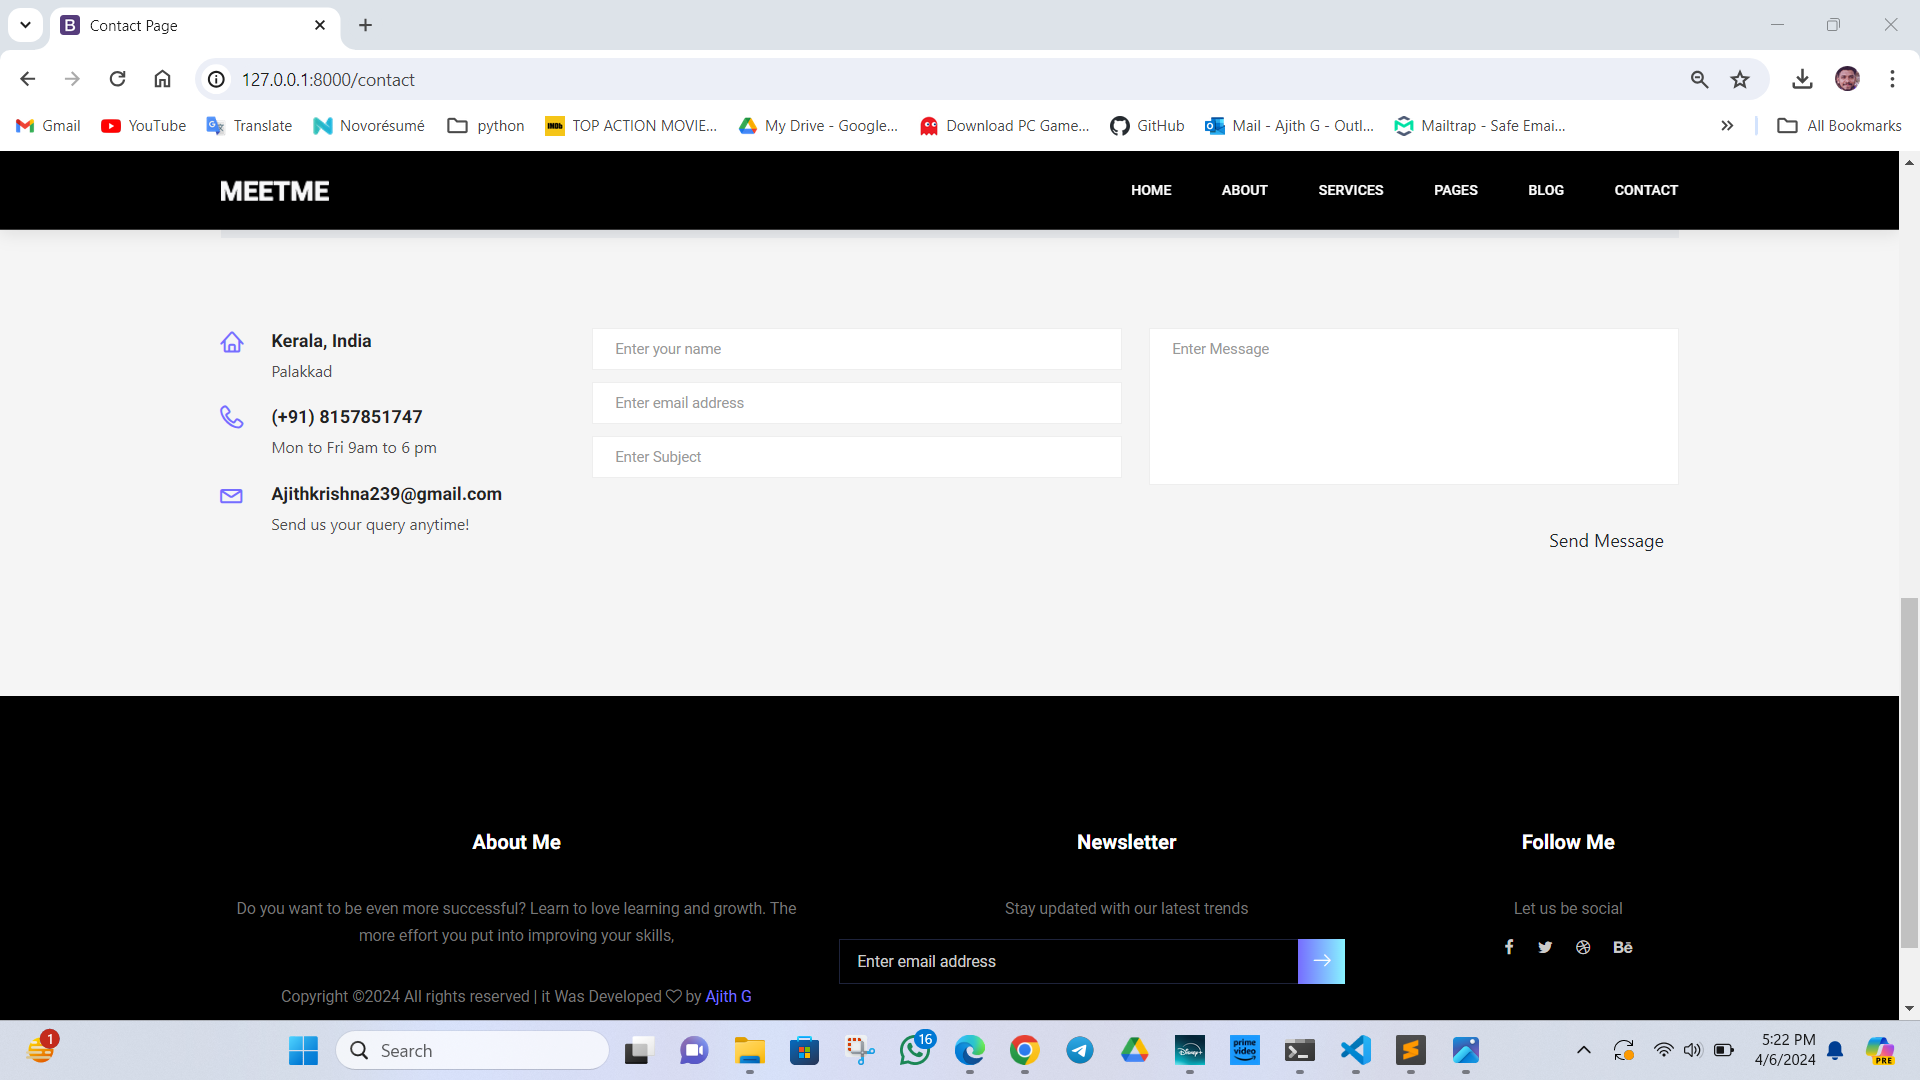 B Contact Page
127.0.0.1:8000/contact
Gmail YouTube Translate Novorésumé python IMDb TOP ACTION MOVIE... My Drive - Google... Download PC Game... GitHub Mail - Ajith G - Outl... Mailtrap - Safe Emai... All Bookmarks
MEETME HOME ABOUT SERVICES PAGES BLOG CONTACT
Kerala, India
Palakkad
(+91) 8157851747
Mon to Fri 9am to 6 pm
Ajithkrishna239@gmail.com
Send us your query anytime!
Enter your name
Enter email address
Enter Subject
Enter Message
Send Message
About Me
Do you want to be even more successful? Learn to love learning and growth. The
more effort you put into improving your skills,
Copyright ©2024 All rights reserved | it Was Developed ♡ by Ajith G
Newsletter
Stay updated with our latest trends
Enter email address
Follow Me
Let us be social
Bē
1
Search
16
Disney+
prime video
5:22 PM
4/6/2024
PRE